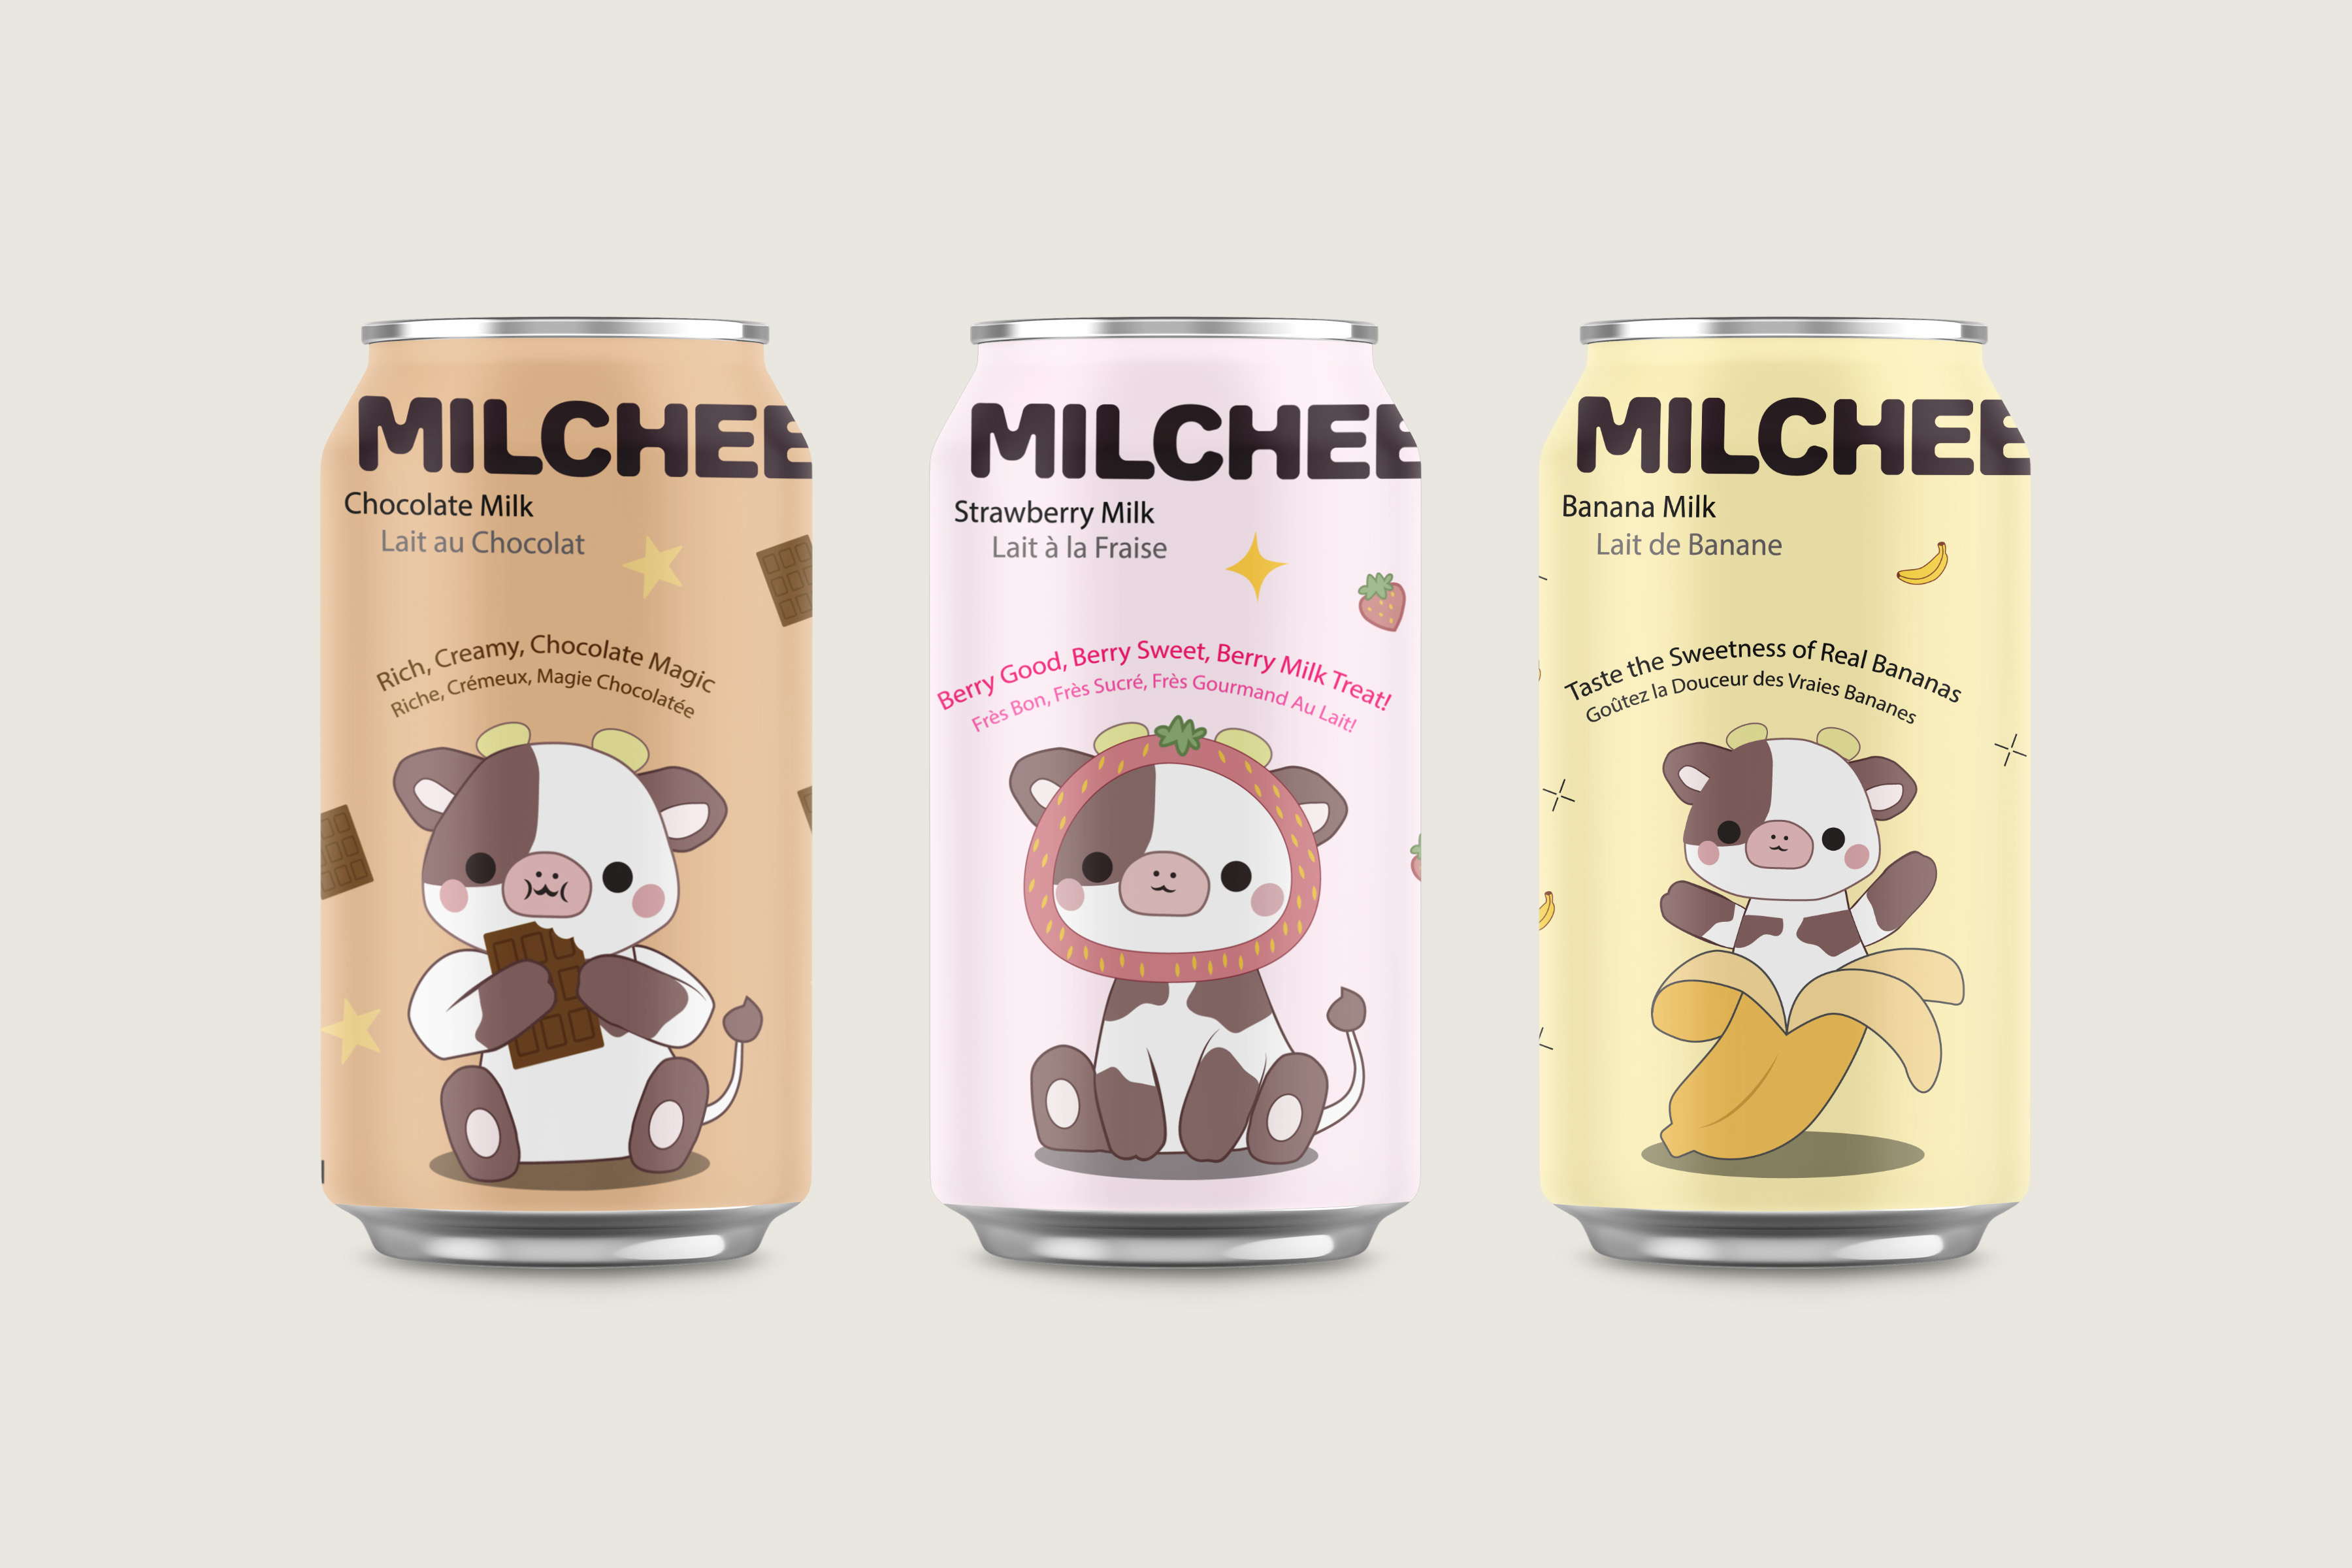 MILCHEE
Chocolate Milk
Lait au Chocolat
Rich, Creamy, Chocolate Magic
Riche, Crémeux, Magie Chocolatée
MILCHEE
Strawberry Milk
Lait à la Fraise
Berry Good, Berry Sweet, Berry Milk Treat!
Frès Bon, Frès Sucré, Frès Gourmand Au Lait!
MILCHEE
Banana Milk
Lait de Banane
Taste the Sweetness of Real Bananas
Goûtez la Douceur des Vraies Bananes